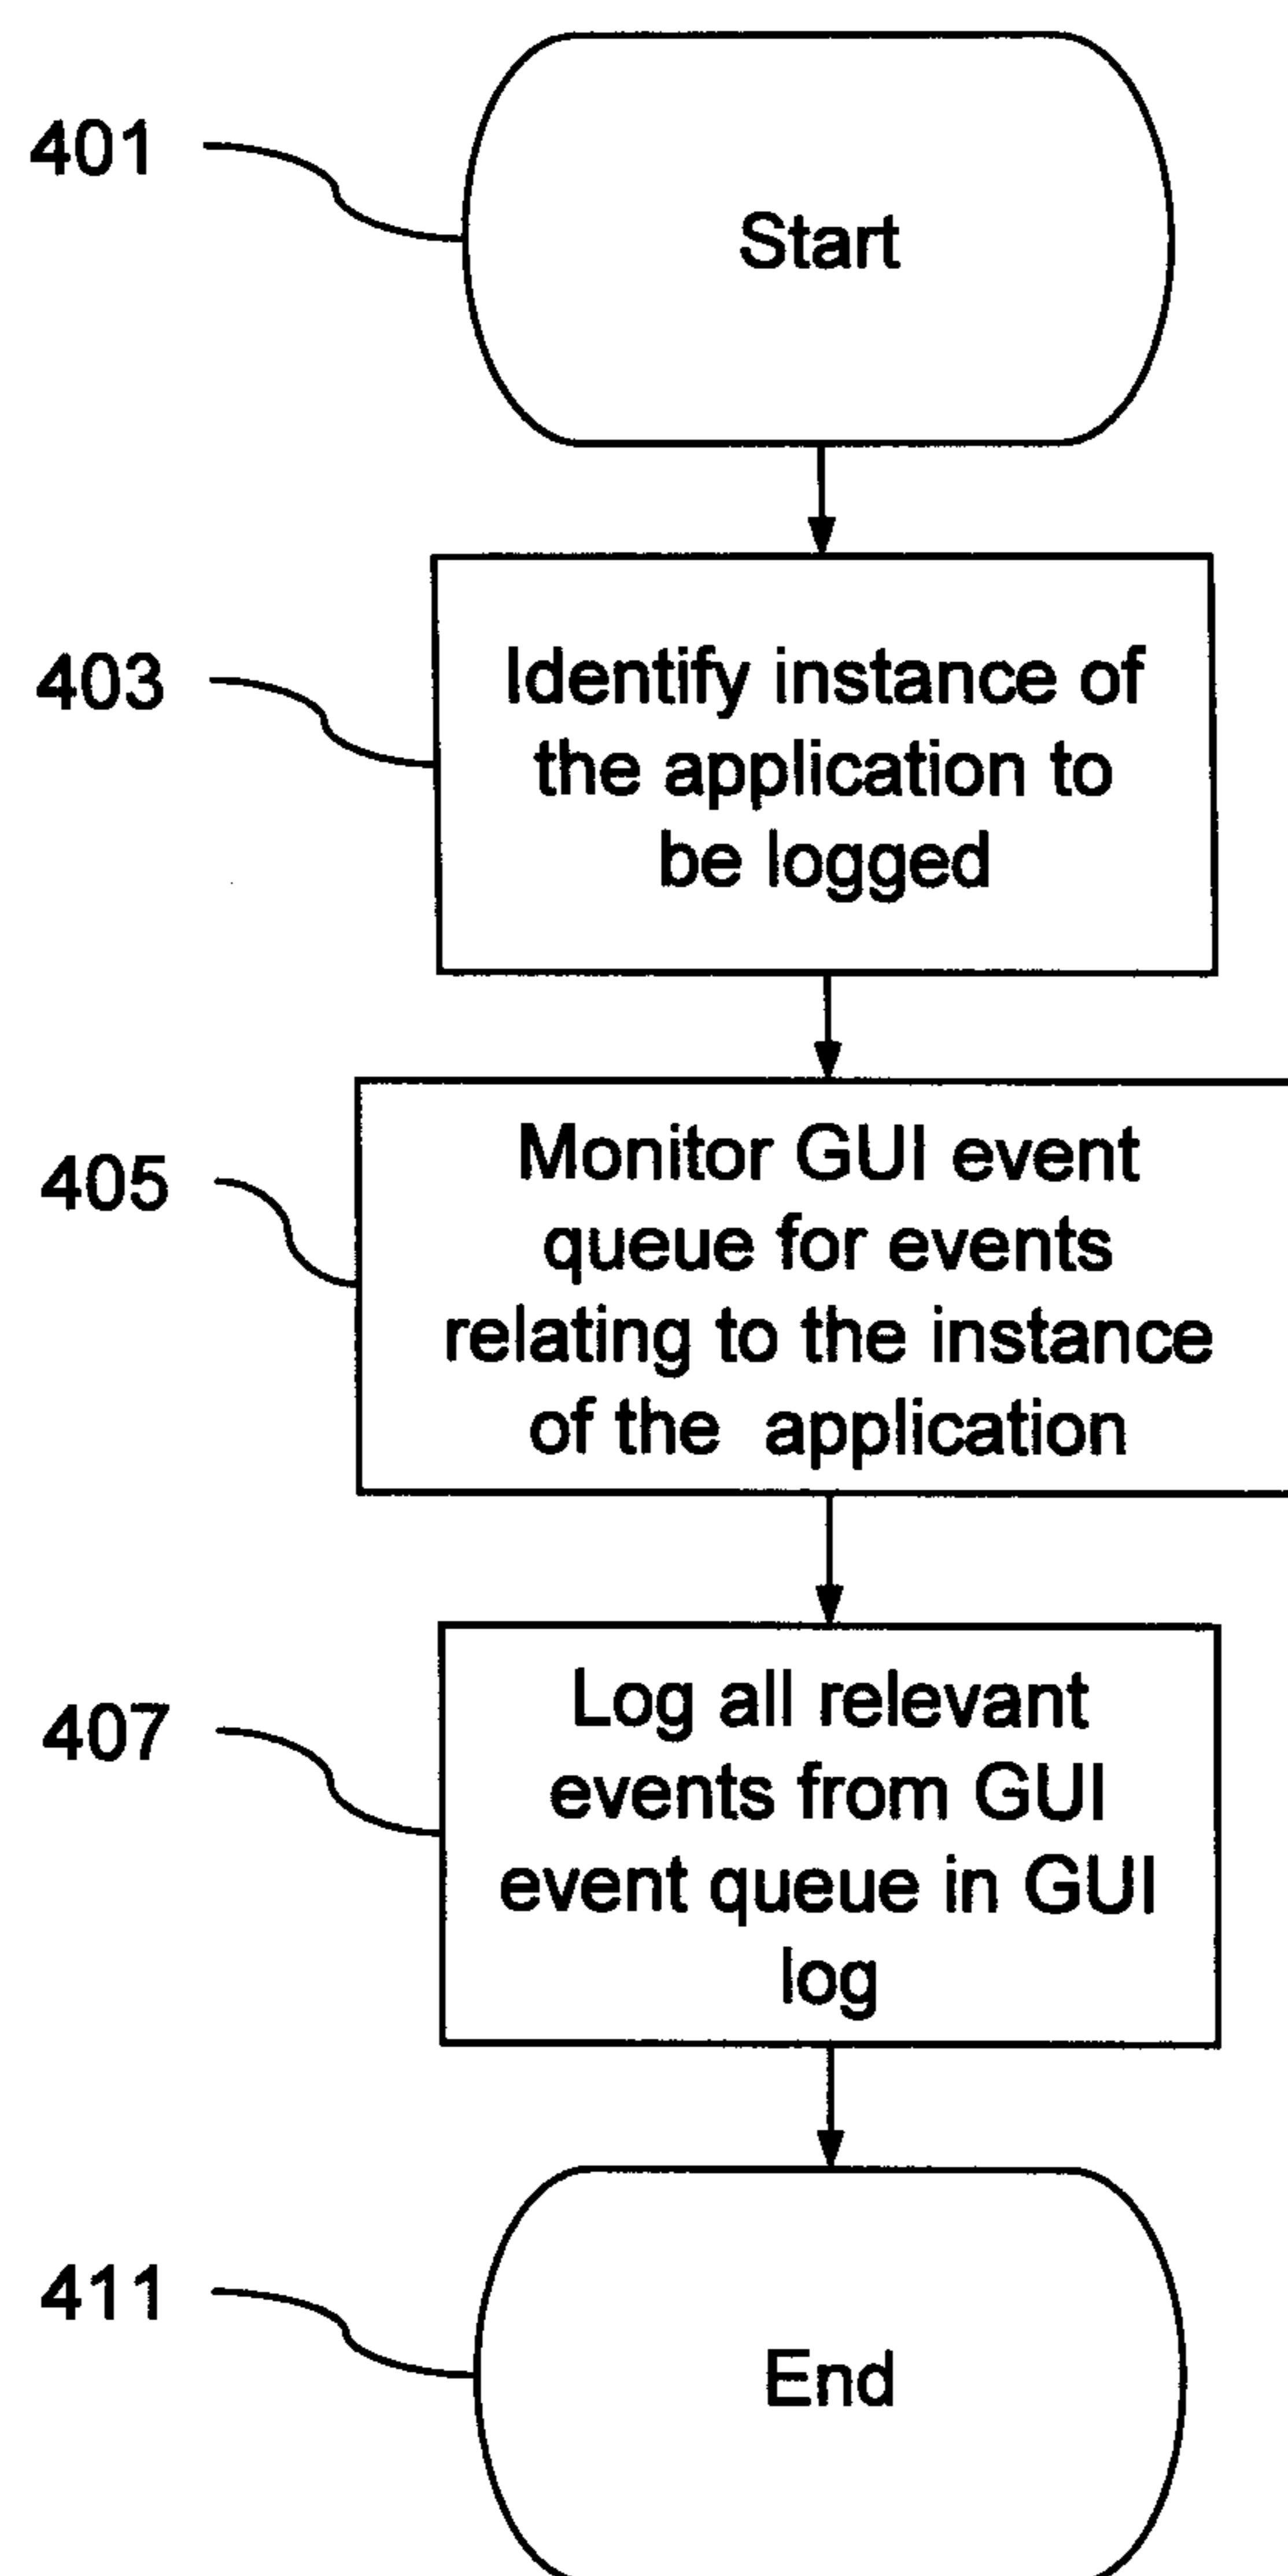 401
Start
403
Identify instance of
the application to
be logged
405
Monitor GUI event
queue for events
relating to the instance
of the application
407
Log all relevant
events from GUI
event queue in GUI
log
411
End